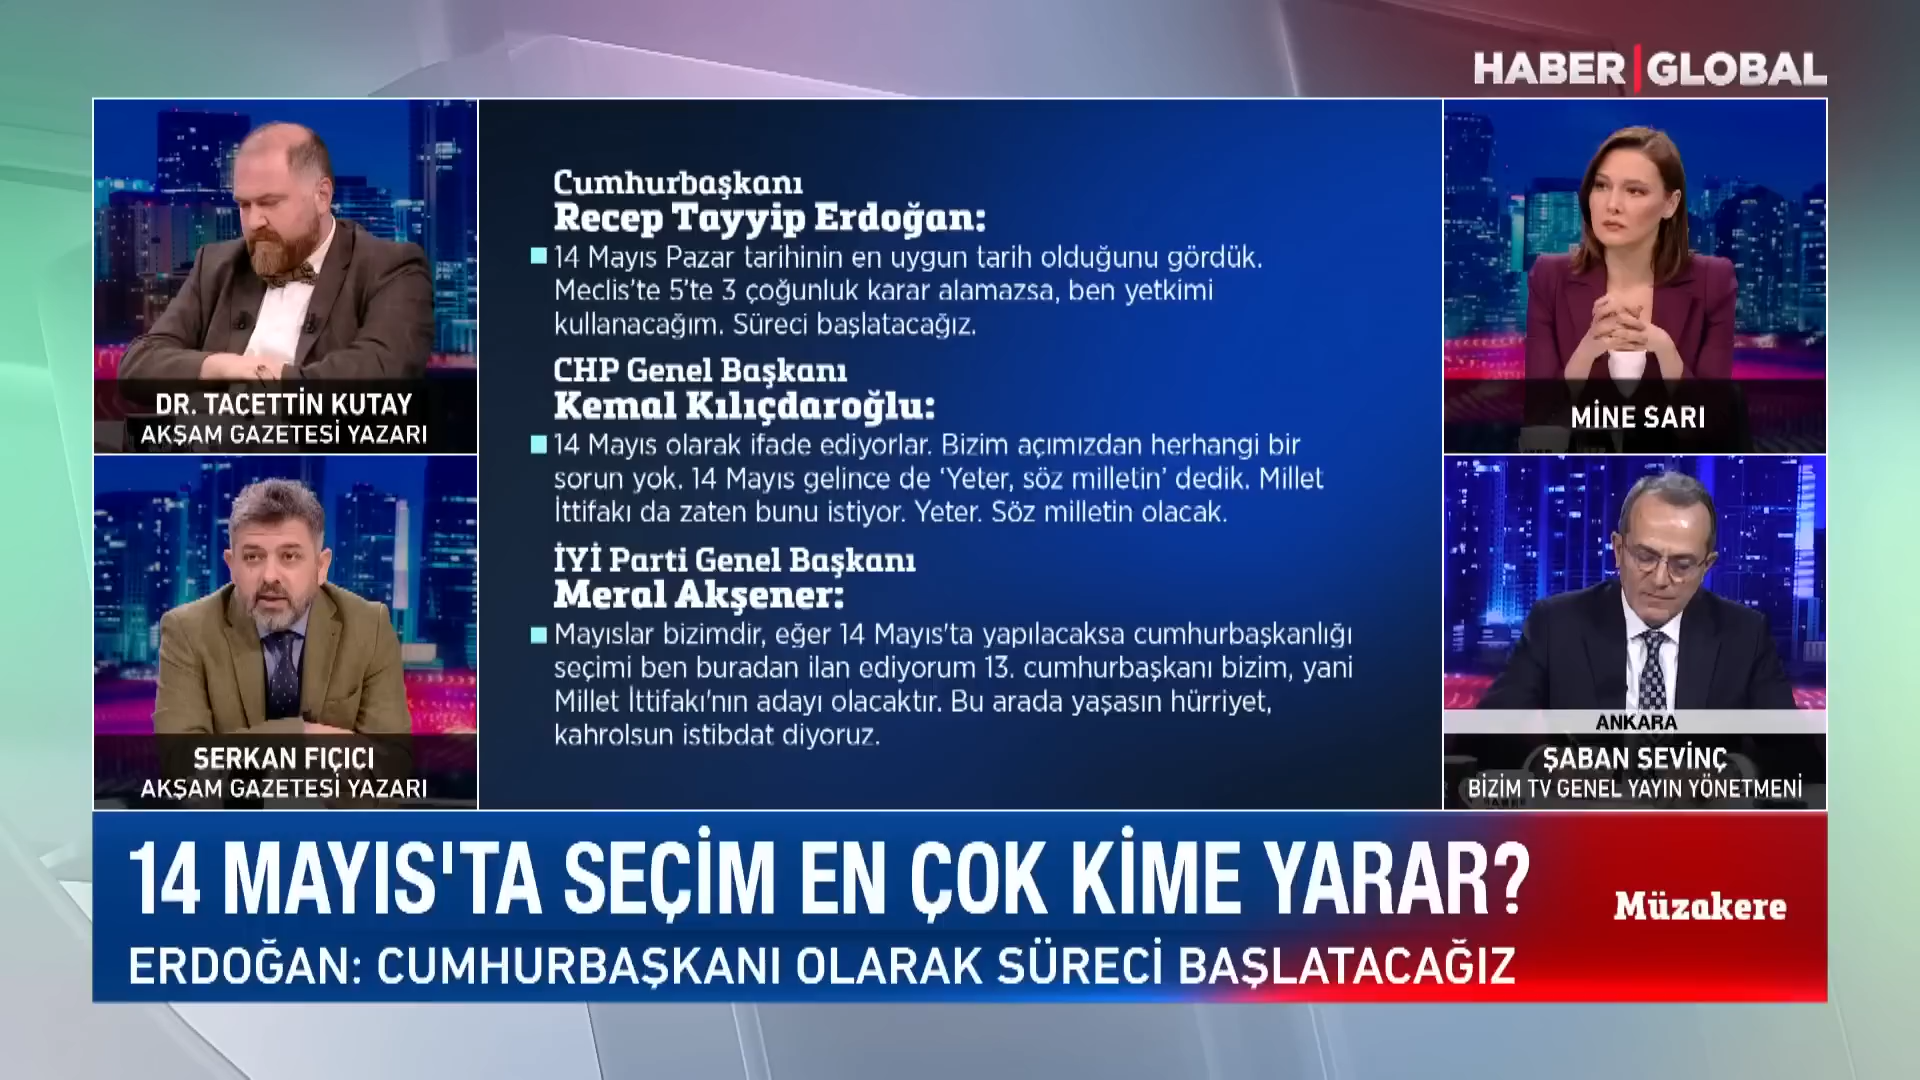 HABER GLOBAL
Cumhurbaşkanı
Recep Tayyip Erdoğan:
14 Mayıs Pazar tarihinin en uygun tarih olduğunu gördük.
Meclis'te 5'te 3 çoğunluk karar alamazsa, ben yetkimi
kullanacağım. Süreci başlatacağız.
CHP Genel Başkanı
Kemal Kılıçdaroğlu:
14 Mayıs olarak ifade ediyorlar. Bizim açımızdan herhangi bir
sorun yok. 14 Mayıs gelince de ‘Yeter, söz milletin’ dedik. Millet
İttifakı da zaten bunu istiyor. Yeter. Söz milletin olacak.
İYİ Parti Genel Başkanı
Meral Akşener:
Mayıslar bizimdir, eğer 14 Mayıs'ta yapılacaksa cumhurbaşkanlığı
seçimi ben buradan ilan ediyorum 13. cumhurbaşkanı bizim, yani
Millet İttifakı'nın adayı olacaktır. Bu arada yaşasın hürriyet,
kahrolsun istibdat diyoruz.
DR. TACETTİN KUTAY
AKŞAM GAZETESİ YAZARI
SERKAN FIÇICI
AKŞAM GAZETESİ YAZARI
MİNE SARI
ANKARA
ŞABAN SEVİNÇ
BİZİM TV GENEL YAYIN YÖNETMENİ
14 MAYIS'TA SEÇİM EN ÇOK KİME YARAR?
Müzakere
ERDOĞAN: CUMHURBAŞKANI OLARAK SÜRECİ BAŞLATACAĞIZ